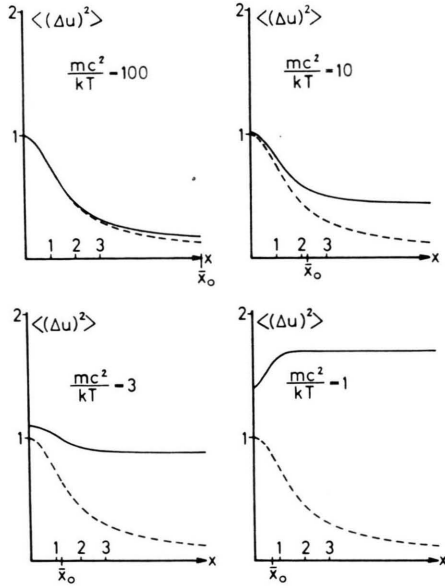 2
⟨(Δu)²⟩
mc²/kT = 100
1
1 2 3 x
x̄₀
2
⟨(Δu)²⟩
mc²/kT = 10
1
1 2 3 x
x̄₀
2
⟨(Δu)²⟩
mc²/kT = 3
1
1 2 3 x
x̄₀
2
⟨(Δu)²⟩
mc²/kT = 1
1
1 2 3 x
x̄₀